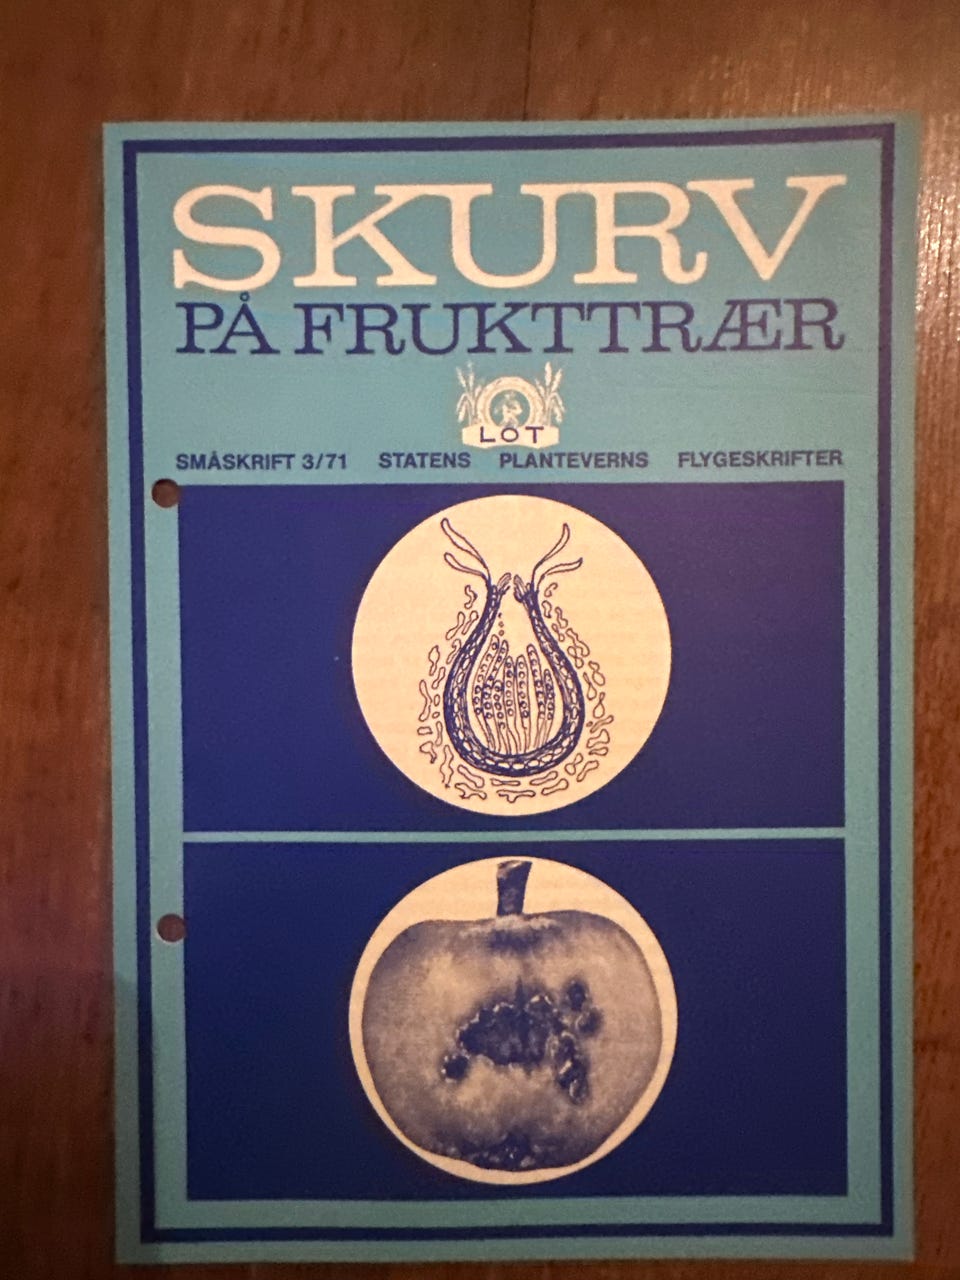 SKURV
PÅ FRUKTTRÆR
LOT
SMÅSKRIFT 3/71 STATENS PLANTEVERNS FLYGESKRIFTER